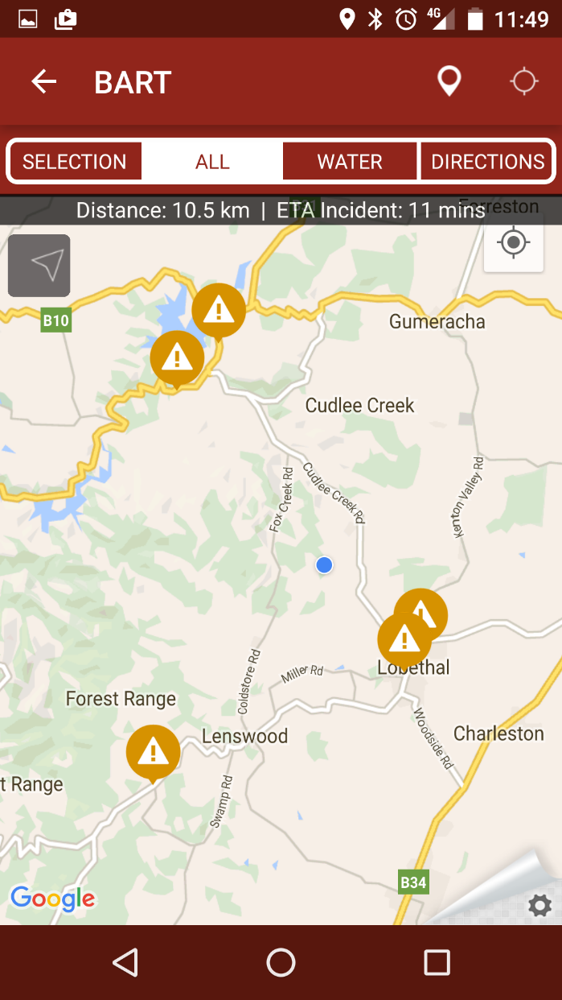 4G 11:49
BART
SELECTION ALL WATER DIRECTIONS
Distance: 10.5 km | ETA Incident: 11 mins
Forreston
B10
Gumeracha
Cudlee Creek
Cudlee Creek Rd
Fox Creek Rd
Kenton Valley Rd
Lobethal
Miller Rd
Coldstore Rd
Forest Range
Lenswood
Woodside Rd
Charleston
t Range
Swamp Rd
B34
Google